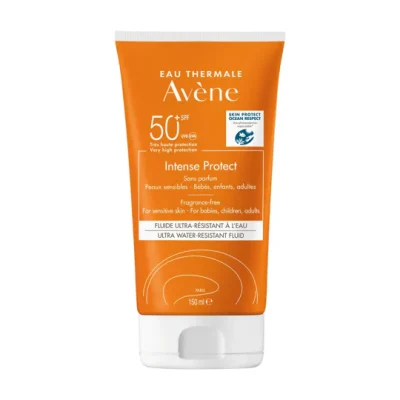 EAU THERMALE
Avène
50+ SPF
Très haute protection
Very high protection
SKIN PROTECT
OCEAN RESPECT
Intense Protect
Sans parfum
Peaux sensibles - Bébés, enfants, adultes
Fragrance-free
For sensitive skin - For babies, children, adults
FLUIDE ULTRA-RÉSISTANT À L'EAU
ULTRA WATER-RESISTANT FLUID
150 ml ℮